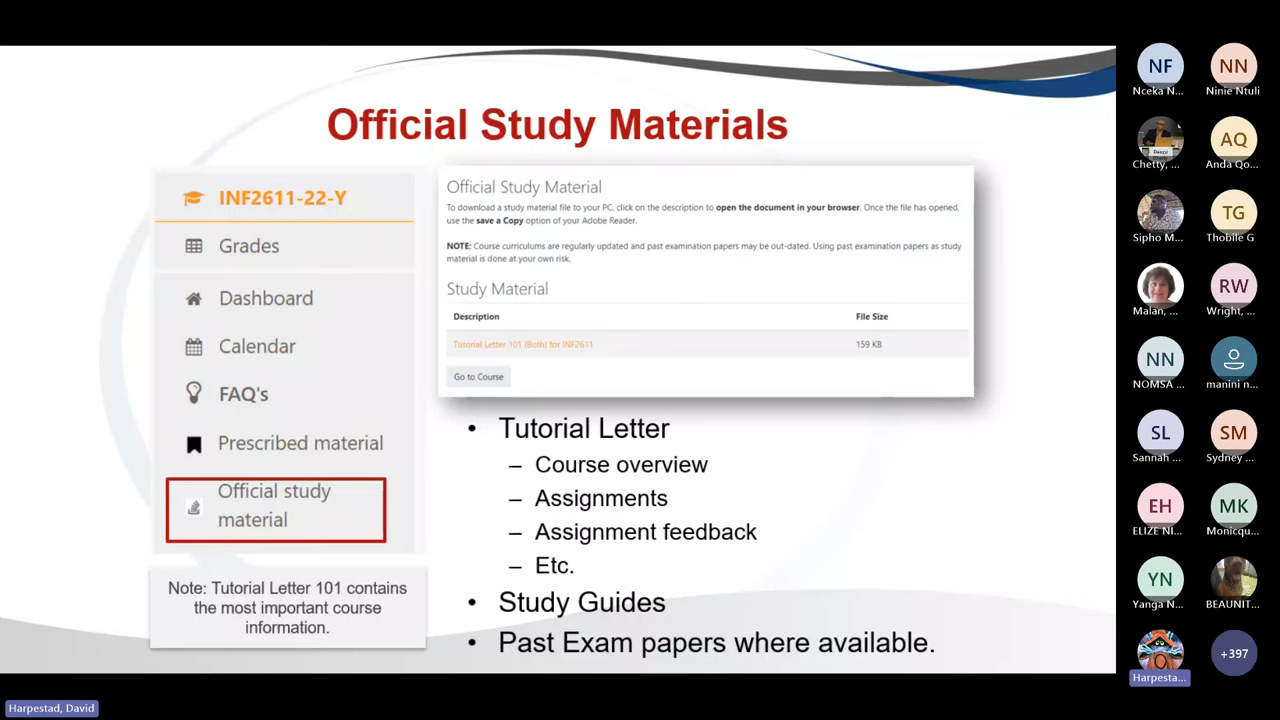 Official Study Materials
INF2611-22-Y
Grades
Dashboard
Calendar
FAQ's
Prescribed material
Official study
material
Note: Tutorial Letter 101 contains
the most important course
information.
Official Study Material
To download a study material file to your PC, click on the description to open the document in your browser. Once the file has opened,
use the save a Copy option of your Adobe Reader.
NOTE: Course curriculums are regularly updated and past examination papers may be out-dated. Using past examination papers as study
material is done at your own risk.
Study Material
Description File Size
Tutorial Letter 101 (Both) for INF2611 159 KB
Go to Course
• Tutorial Letter
– Course overview
– Assignments
– Assignment feedback
– Etc.
• Study Guides
• Past Exam papers where available.
NF NN
Nceka N... Ninie Ntuli
AQ
Chetty, ... Anda Qo...
TG
Sipho M... Thobile G
RW
Malan, ... Wright, ...
NN
NOMSA ... manini n...
SL SM
Sannah ... Sydney ...
EH MK
ELIZE NI... Monicqu...
YN
Yanga N... BEAUNIT...
+397
Harpesta...
Harpestad, David